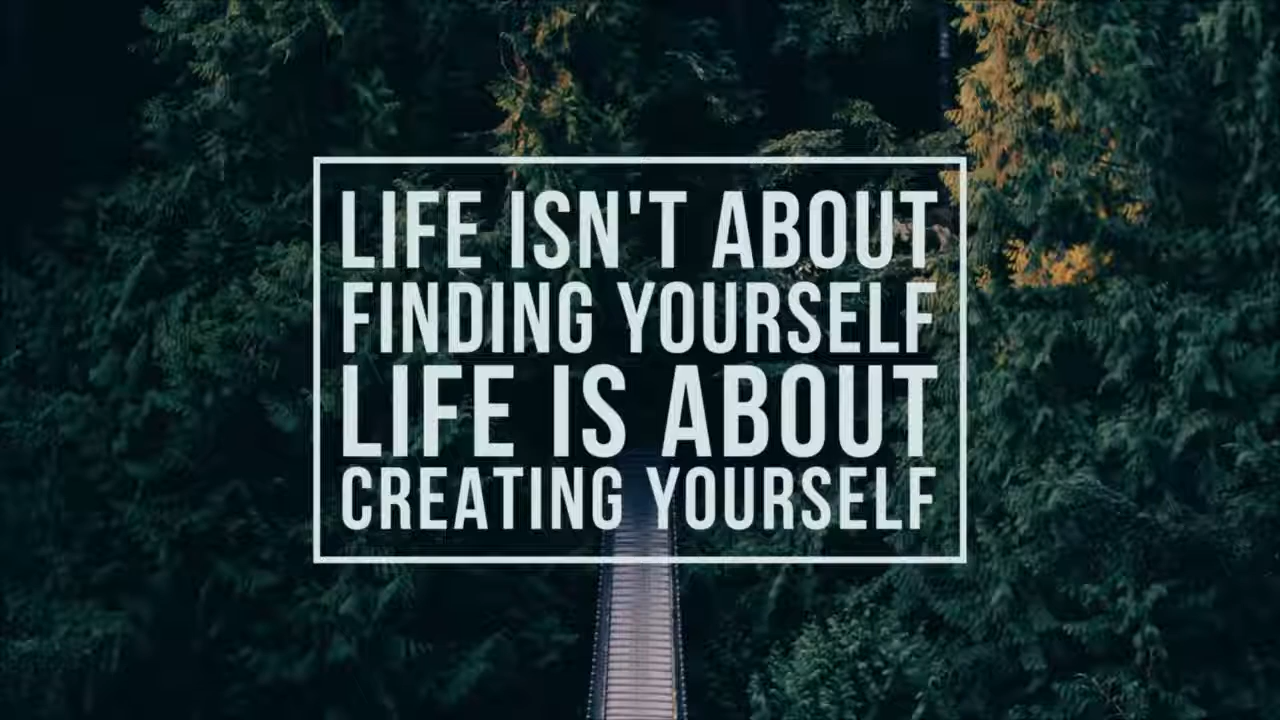 LIFE ISN'T ABOUT
FINDING YOURSELF
LIFE IS ABOUT
CREATING YOURSELF